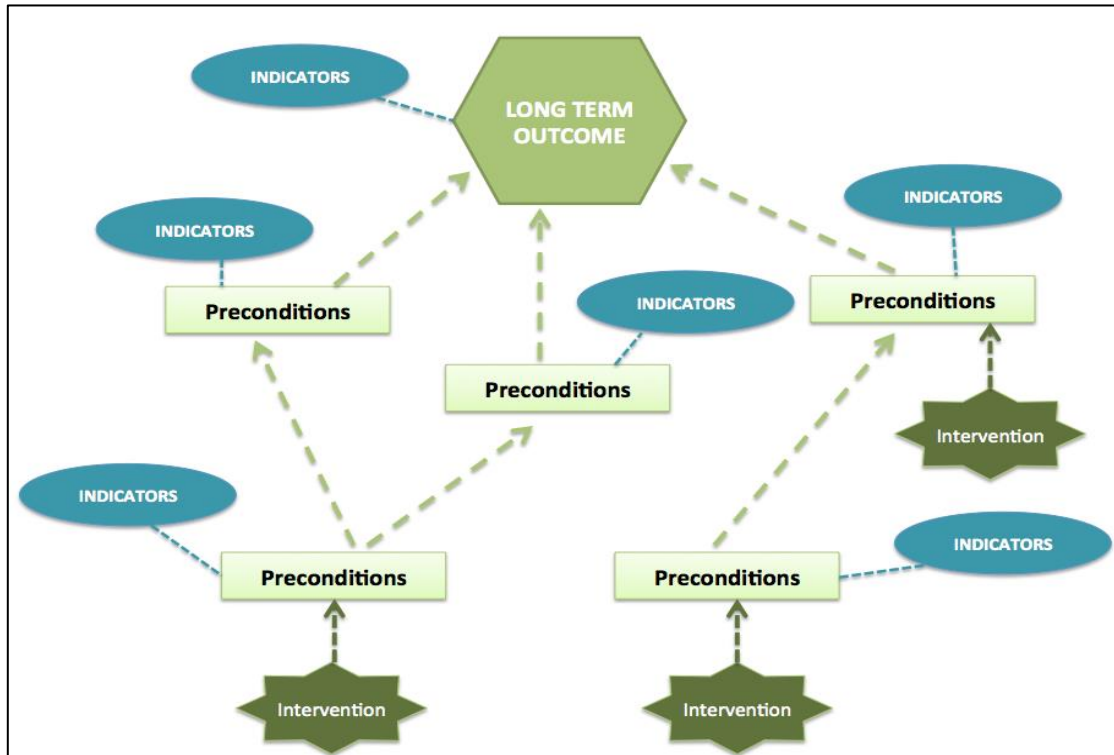 INDICATORS
LONG TERM
OUTCOME
INDICATORS
INDICATORS
Preconditions
INDICATORS
Preconditions
Preconditions
Intervention
INDICATORS
INDICATORS
Preconditions
Preconditions
Intervention
Intervention